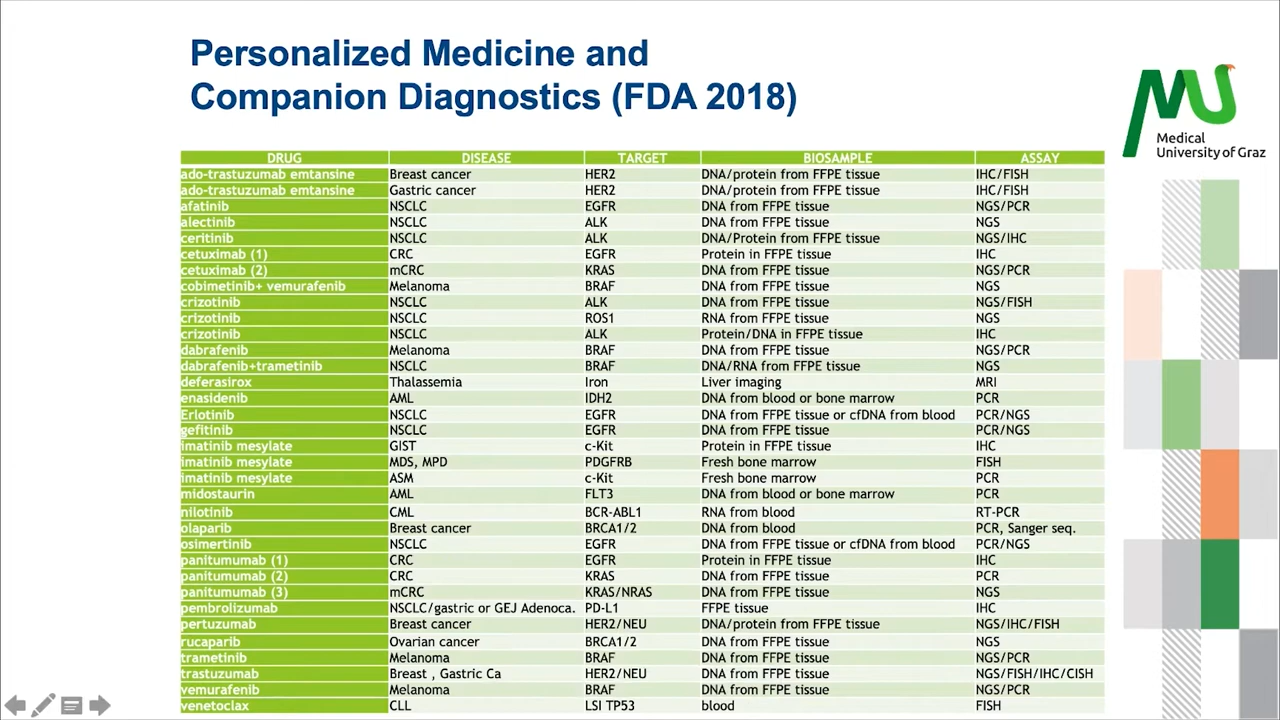 Personalized Medicine and
Companion Diagnostics (FDA 2018)
Medical
University of Graz
DRUG DISEASE TARGET BIOSAMPLE ASSAY
ado-trastuzumab emtansine Breast cancer HER2 DNA/protein from FFPE tissue IHC/FISH
ado-trastuzumab emtansine Gastric cancer HER2 DNA/protein from FFPE tissue IHC/FISH
afatinib NSCLC EGFR DNA from FFPE tissue NGS/PCR
alectinib NSCLC ALK DNA from FFPE tissue NGS
ceritinib NSCLC ALK DNA/Protein from FFPE tissue NGS/IHC
cetuximab (1) CRC EGFR Protein in FFPE tissue IHC
cetuximab (2) mCRC KRAS DNA from FFPE tissue NGS/PCR
cobimetinib+ vemurafenib Melanoma BRAF DNA from FFPE tissue NGS
crizotinib NSCLC ALK DNA from FFPE tissue NGS/FISH
crizotinib NSCLC ROS1 RNA from FFPE tissue NGS
crizotinib NSCLC ALK Protein/DNA in FFPE tissue IHC
dabrafenib Melanoma BRAF DNA from FFPE tissue NGS/PCR
dabrafenib+trametinib NSCLC BRAF DNA/RNA from FFPE tissue NGS
deferasirox Thalassemia Iron Liver imaging MRI
enasidenib AML IDH2 DNA from blood or bone marrow PCR
Erlotinib NSCLC EGFR DNA from FFPE tissue or cfDNA from blood PCR/NGS
gefitinib NSCLC EGFR DNA from FFPE tissue PCR/NGS
imatinib mesylate GIST c-Kit Protein in FFPE tissue IHC
imatinib mesylate MDS, MPD PDGFRB Fresh bone marrow FISH
imatinib mesylate ASM c-Kit Fresh bone marrow PCR
midostaurin AML FLT3 DNA from blood or bone marrow PCR
nilotinib CML BCR-ABL1 RNA from blood RT-PCR
olaparib Breast cancer BRCA1/2 DNA from blood PCR, Sanger seq.
osimertinib NSCLC EGFR DNA from FFPE tissue or cfDNA from blood PCR/NGS
panitumumab (1) CRC EGFR Protein in FFPE tissue IHC
panitumumab (2) CRC KRAS DNA from FFPE tissue PCR
panitumumab (3) mCRC KRAS/NRAS DNA from FFPE tissue NGS
pembrolizumab NSCLC/gastric or GEJ Adenoca. PD-L1 FFPE tissue IHC
pertuzumab Breast cancer HER2/NEU DNA/protein from FFPE tissue NGS/IHC/FISH
rucaparib Ovarian cancer BRCA1/2 DNA from FFPE tissue NGS
trametinib Melanoma BRAF DNA from FFPE tissue NGS/PCR
trastuzumab Breast , Gastric Ca HER2/NEU DNA from FFPE tissue NGS/FISH/IHC/CISH
vemurafenib Melanoma BRAF DNA from FFPE tissue NGS/PCR
venetoclax CLL LSI TP53 blood FISH